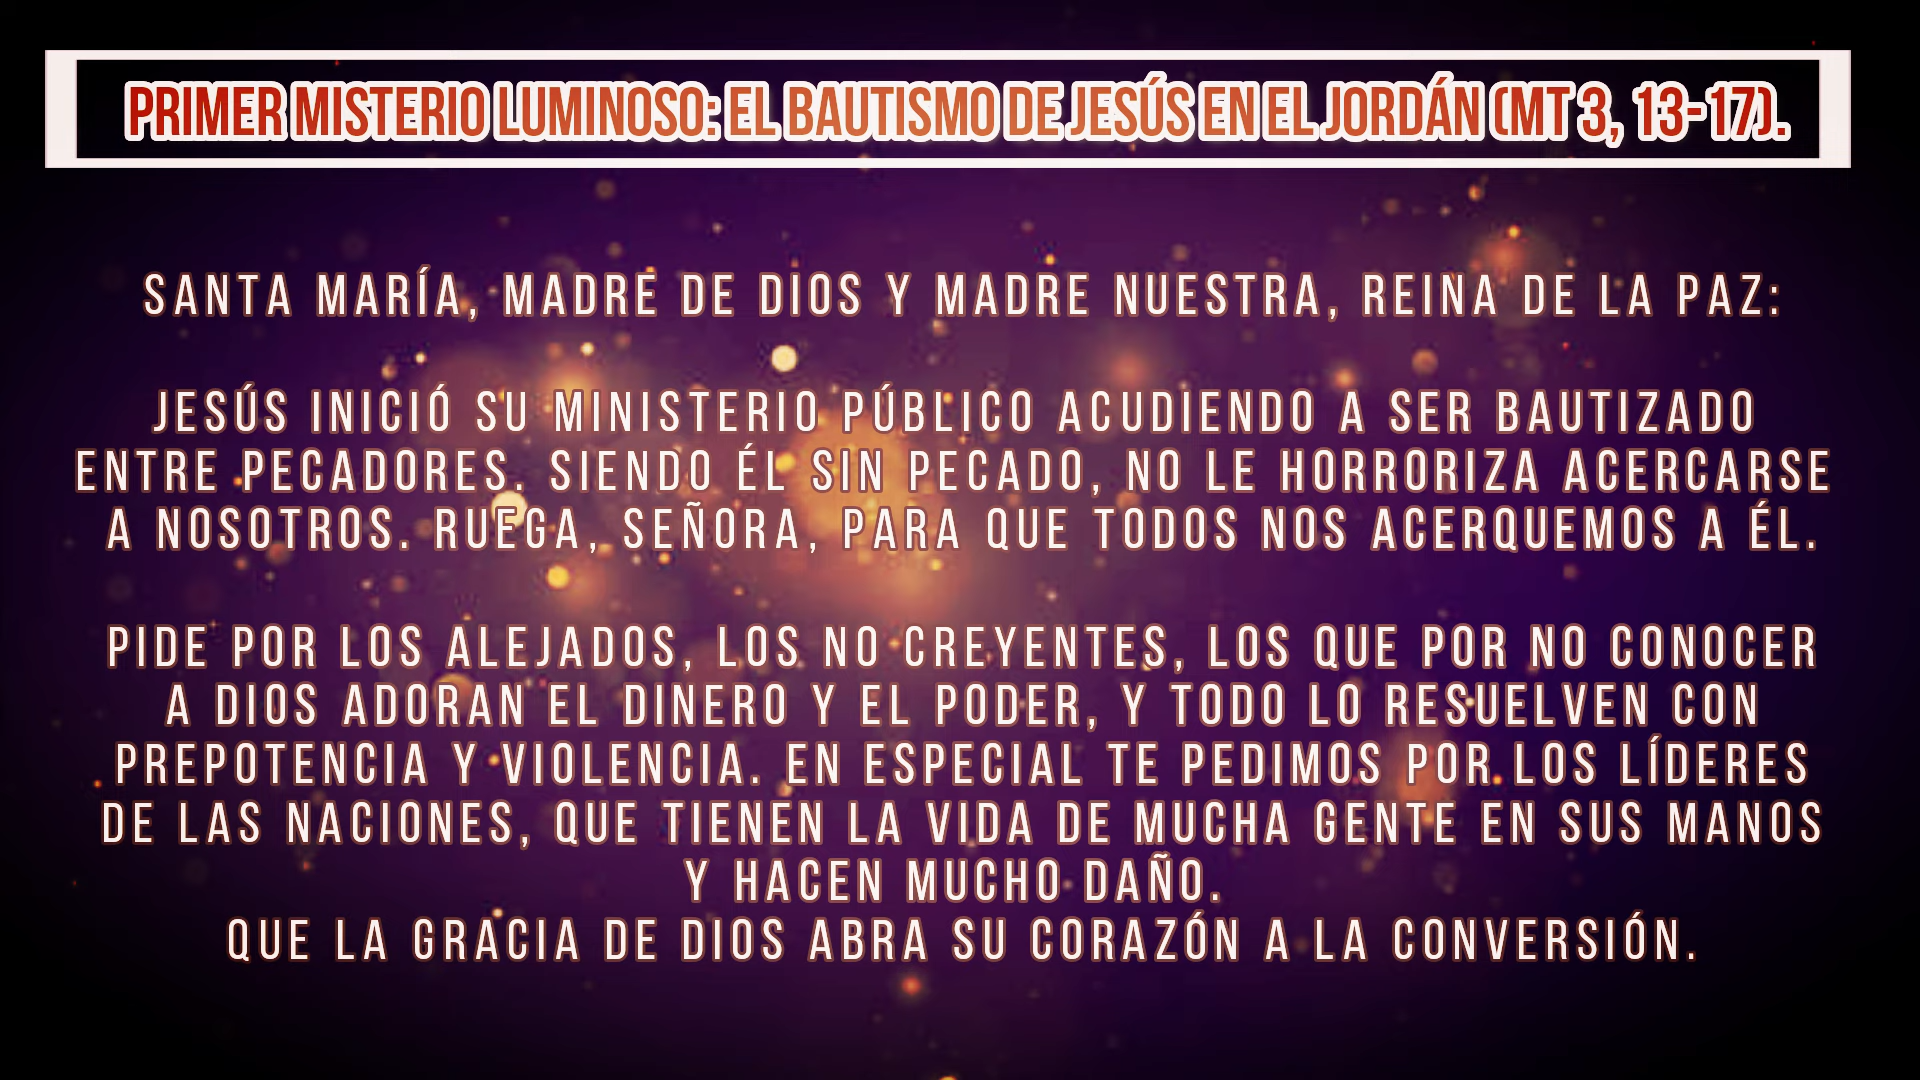 PRIMER MISTERIO LUMINOSO: EL BAUTISMO DE JESÚS EN EL JORDÁN (MT 3, 13-17).
SANTA MARÍA, MADRE DE DIOS Y MADRE NUESTRA, REINA DE LA PAZ:
JESÚS INICIÓ SU MINISTERIO PÚBLICO ACUDIENDO A SER BAUTIZADO
ENTRE PECADORES. SIENDO ÉL SIN PECADO, NO LE HORRORIZA ACERCARSE
A NOSOTROS. RUEGA, SEÑORA, PARA QUE TODOS NOS ACERQUEMOS A ÉL.
PIDE POR LOS ALEJADOS, LOS NO CREYENTES, LOS QUE POR NO CONOCER
A DIOS ADORAN EL DINERO Y EL PODER, Y TODO LO RESUELVEN CON
PREPOTENCIA Y VIOLENCIA. EN ESPECIAL TE PEDIMOS POR LOS LÍDERES
DE LAS NACIONES, QUE TIENEN LA VIDA DE MUCHA GENTE EN SUS MANOS
Y HACEN MUCHO DAÑO.
QUE LA GRACIA DE DIOS ABRA SU CORAZÓN A LA CONVERSIÓN.